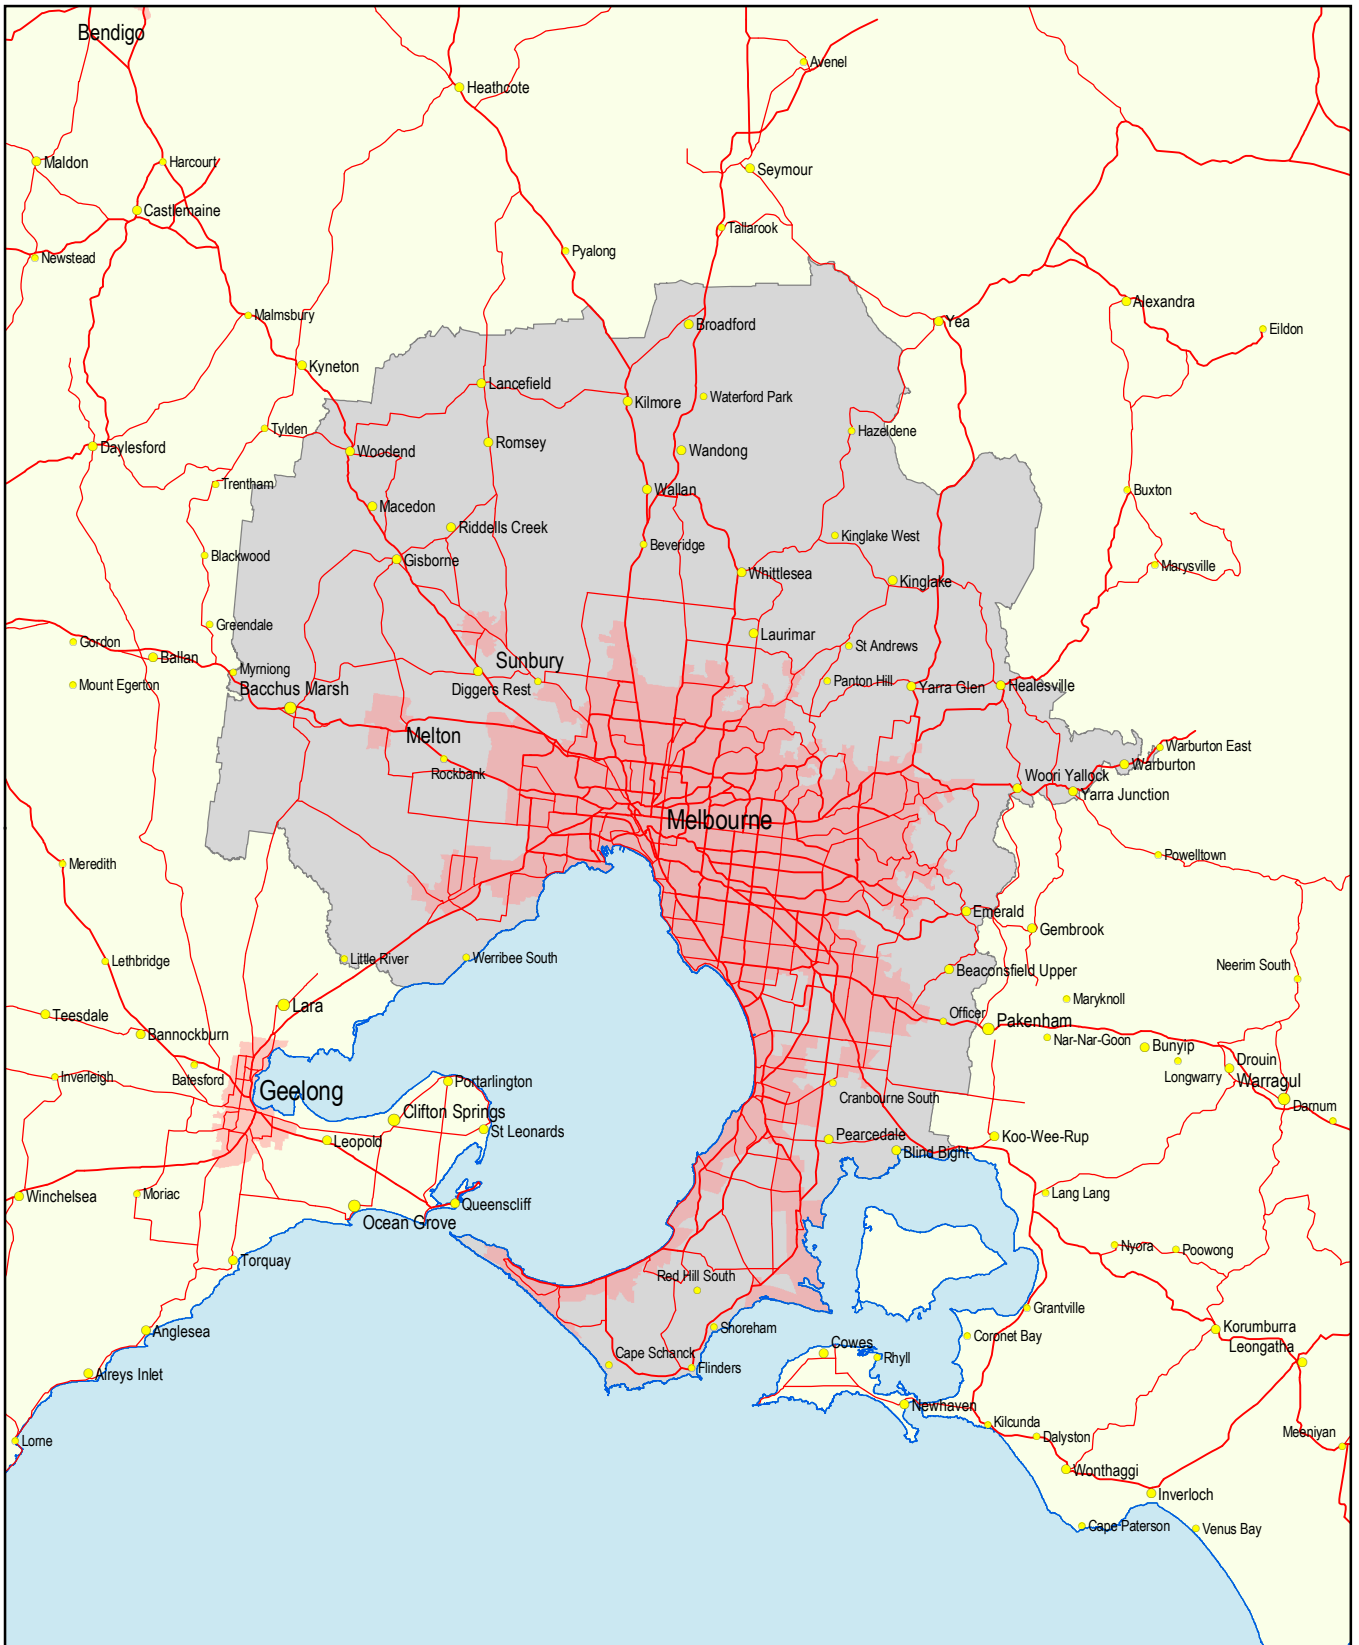 Bendigo
Avenel
Heathcote
Maldon
Harcourt
Seymour
Castlemaine
Tallarook
Newstead
Pyalong
Alexandra
Malmsbury
Broadford
Yea
Eildon
Kyneton
Lancefield
Kilmore
Waterford Park
Tylden
Hazeldene
Daylesford
Woodend
Romsey
Wandong
Trentham
Wallan
Buxton
Macedon
Riddells Creek
Kinglake West
Blackwood
Gisborne
Beveridge
Whittlesea
Kinglake
Marysville
Greendale
Laurimar
Gordon
Ballan
St Andrews
Sunbury
Myrniong
Mount Egerton
Bacchus Marsh
Diggers Rest
Panton Hill
Yarra Glen
Healesville
Melton
Warburton East
Rockbank
Warburton
Woori Yallock
Yarra Junction
Melbourne
Meredith
Powelltown
Emerald
Gembrook
Lethbridge
Little River
Werribee South
Beaconsfield Upper
Neerim South
Lara
Maryknoll
Teesdale
Officer
Pakenham
Bannockburn
Nar-Nar-Goon
Bunyip
Drouin
Longwarry
Inverleigh
Batesford
Geelong
Portarlington
Warragul
Cranbourne South
Darnum
Clifton Springs
St Leonards
Leopold
Pearcedale
Koo-Wee-Rup
Blind Bight
Winchelsea
Moriac
Queenscliff
Lang Lang
Ocean Grove
Torquay
Nyora
Poowong
Red Hill South
Grantville
Anglesea
Shoreham
Korumburra
Coronet Bay
Cowes
Leongatha
Cape Schanck
Rhyll
Flinders
Aireys Inlet
Newhaven
Kilcunda
Dalyston
Meeniyan
Lorne
Wonthaggi
Inverloch
Cape Paterson
Venus Bay